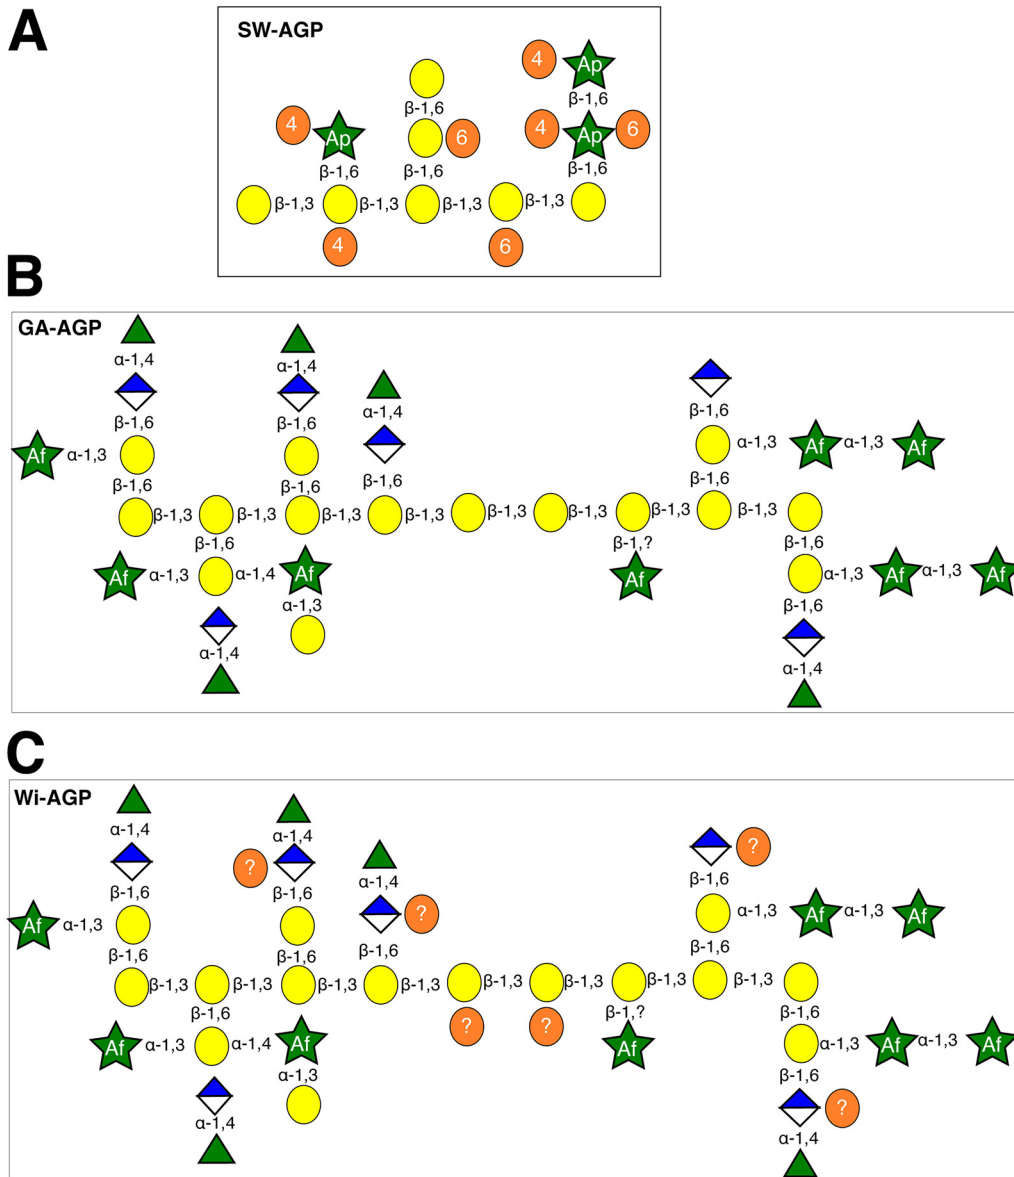 A
SW-AGP
4 Ap
β-1,6 β-1,6
4 Ap β-1,6 6 4 Ap 6
β-1,6 β-1,6 β-1,6
β-1,3 β-1,3 β-1,3 β-1,3
4 6
B
GA-AGP
α-1,4 α-1,4
β-1,6 β-1,6 α-1,4 β-1,6
Af α-1,3 α-1,3 Af α-1,3 Af
β-1,6 β-1,6 β-1,6 β-1,6
β-1,3 β-1,3 β-1,3 β-1,3 β-1,3 β-1,3 β-1,3 β-1,3
β-1,6 β-1,? β-1,6
Af α-1,3 α-1,4 Af Af α-1,3 Af α-1,3 Af
α-1,3 β-1,6
α-1,4 α-1,4
C
Wi-AGP
α-1,4 α-1,4
? ?
β-1,6 β-1,6 α-1,4 β-1,6
Af α-1,3 ? α-1,3 Af α-1,3 Af
β-1,6 β-1,6 β-1,6 β-1,6
β-1,3 β-1,3 β-1,3 β-1,3 β-1,3 β-1,3 β-1,3 β-1,3
β-1,6 ? ? β-1,? β-1,6
Af α-1,3 α-1,4 Af Af α-1,3 Af α-1,3 Af
α-1,3 β-1,6
?
α-1,4 α-1,4